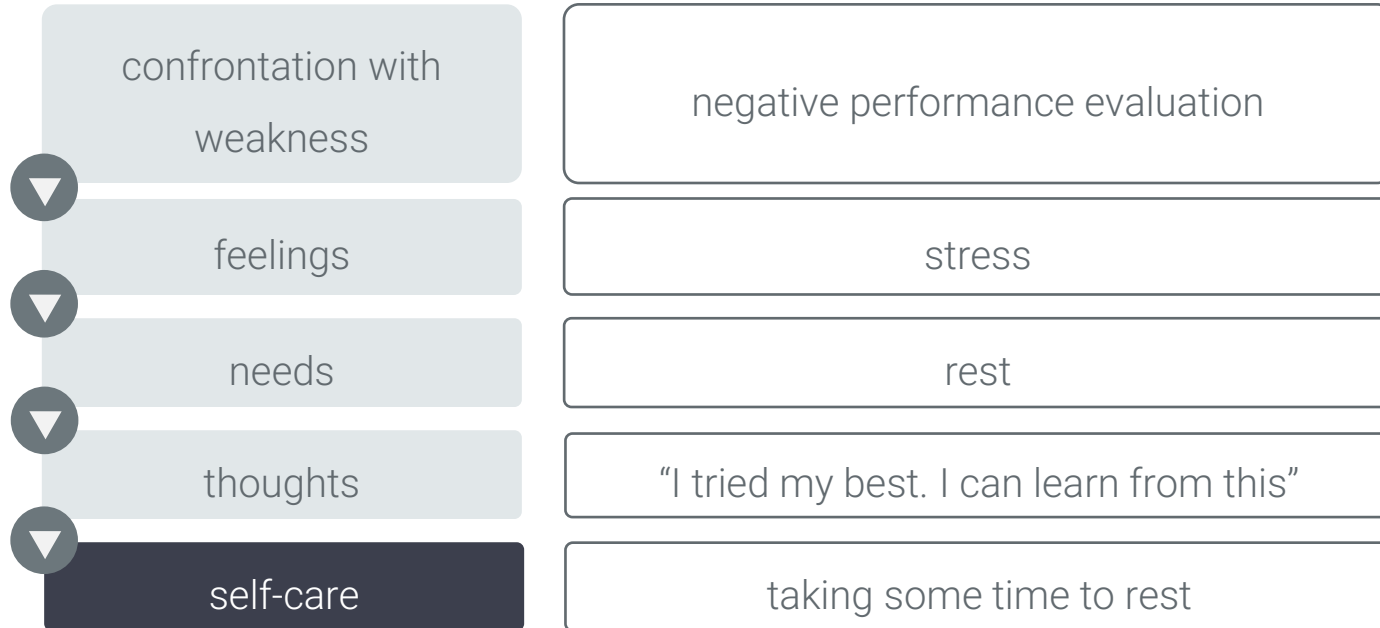 confrontation with
weakness
negative performance evaluation
feelings
stress
needs
rest
thoughts
“I tried my best. I can learn from this”
self-care
taking some time to rest